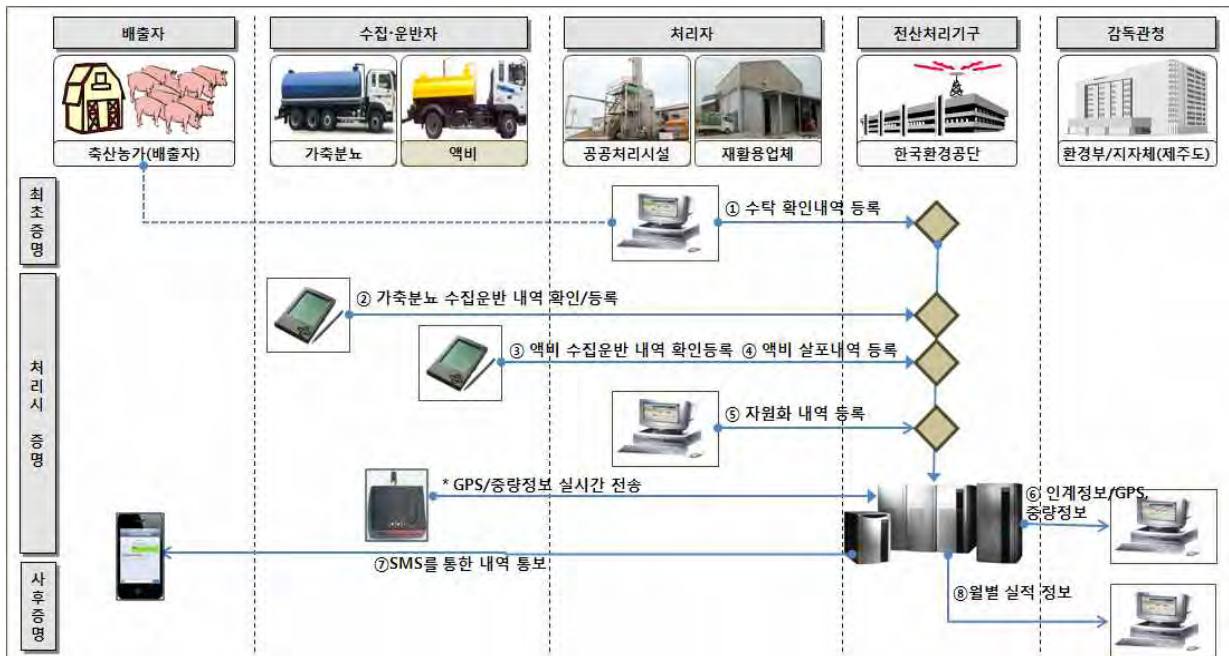 배출자
수집·운반자
처리자
전산처리기구
감독관청
축산농가(배출자)
가축분뇨
액비
공공처리시설
재활용업체
한국환경공단
환경부/지자체(제주도)
최초증명
① 수탁 확인내역 등록
처리시 증명
② 가축분뇨 수집운반 내역 확인/등록
③ 액비 수집운반 내역 확인등록 ④ 액비 살포내역 등록
⑤ 자원화 내역 등록
* GPS/중량정보 실시간 전송
⑥ 인계정보/GPS,
중량정보
⑦SMS를 통한 내역 통보
사후증명
⑧월별 실적 정보